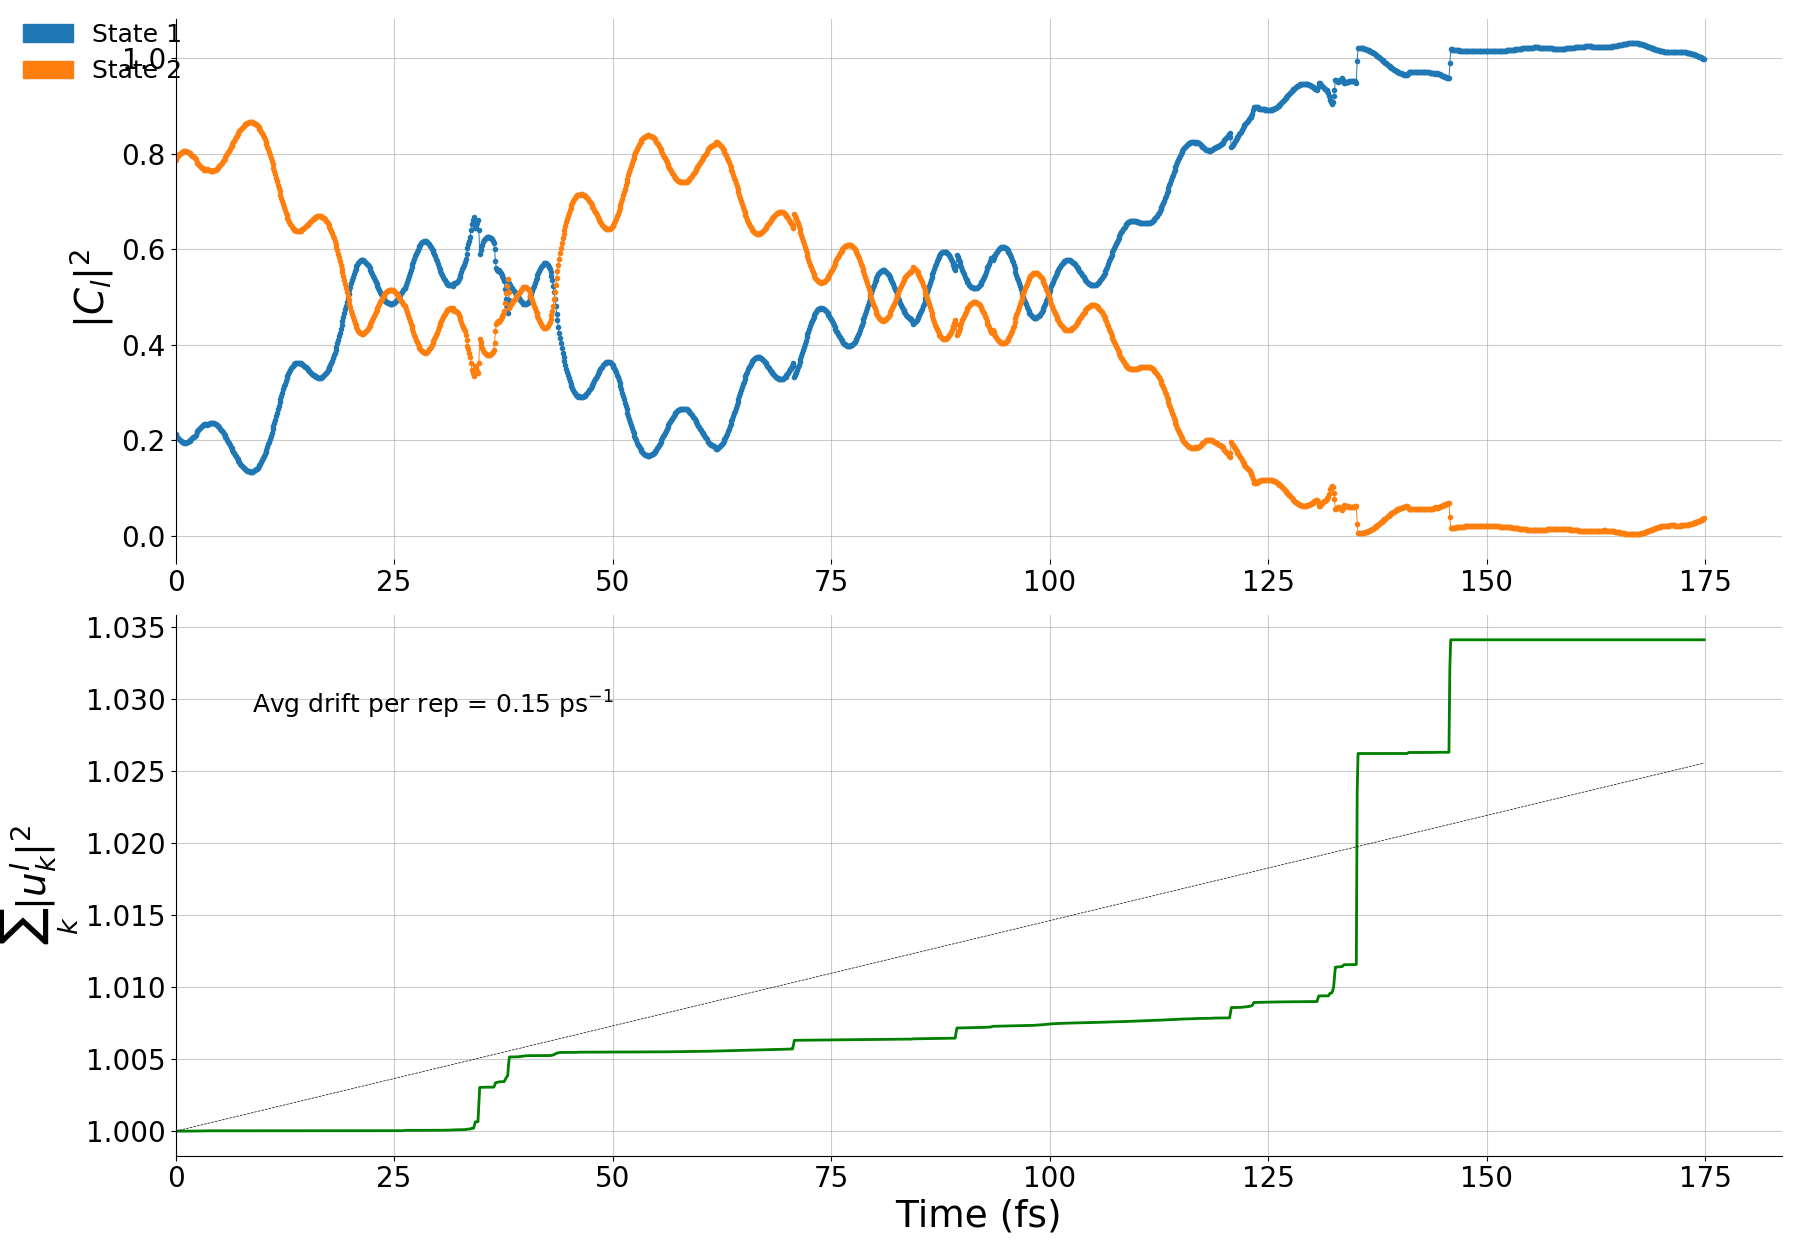 State 1
State 2
|C_l|^2
1.0
0.8
0.6
0.4
0.2
0.0
0 25 50 75 100 125 150 175
∑_k |u_k^l|^2
1.035
1.030
1.025
1.020
1.015
1.010
1.005
1.000
Avg drift per rep = 0.15 ps^−1
0 25 50 75 100 125 150 175
Time (fs)